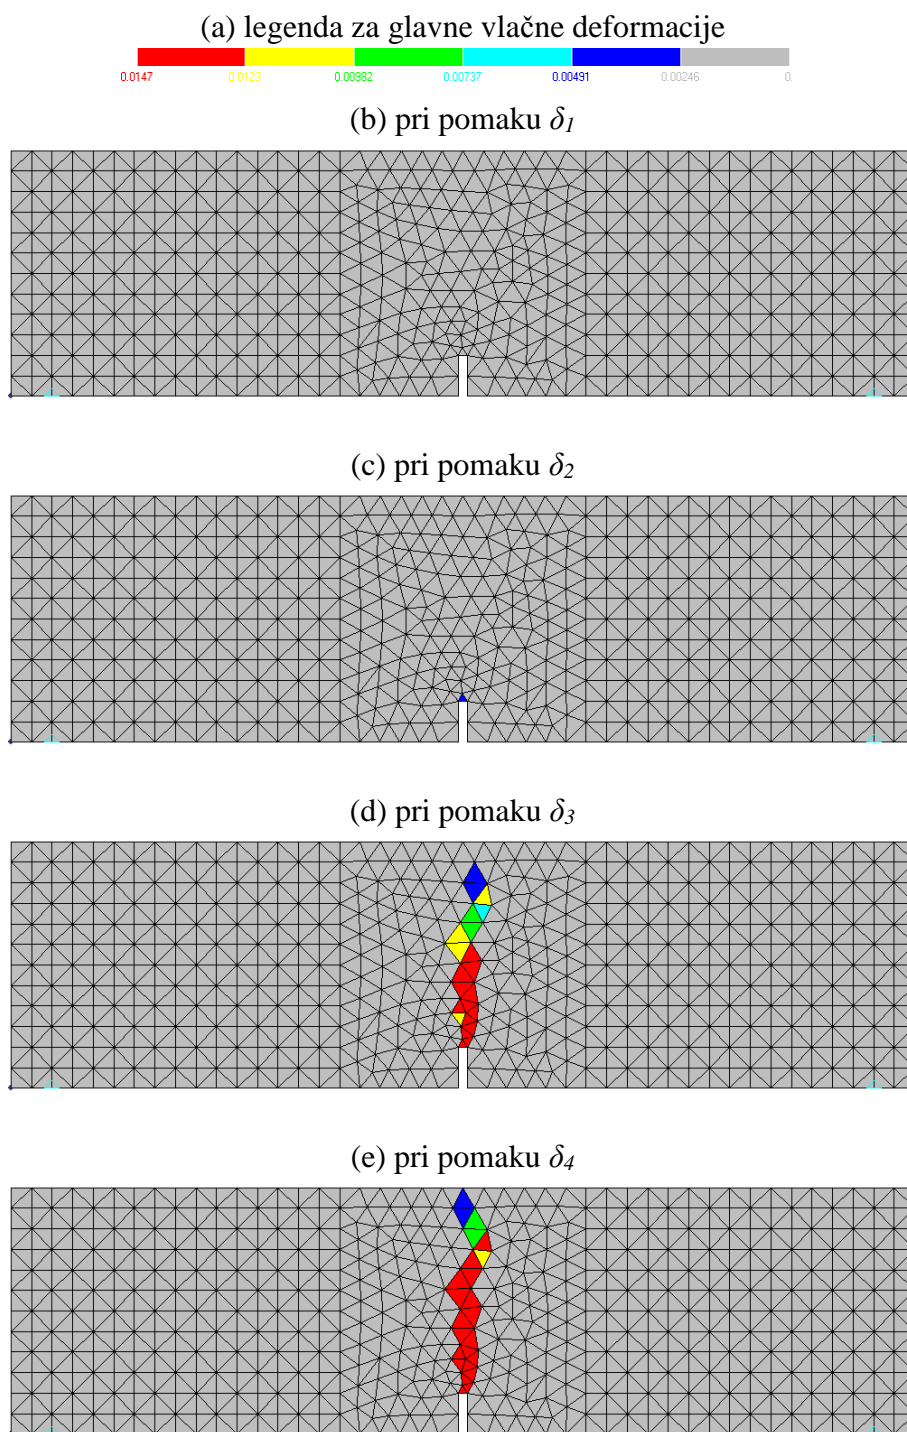 (a) legenda za glavne vlačne deformacije
0.0147 0.0123 0.00982 0.00737 0.00491 0.00246 0.
(b) pri pomaku δ1
(c) pri pomaku δ2
(d) pri pomaku δ3
(e) pri pomaku δ4